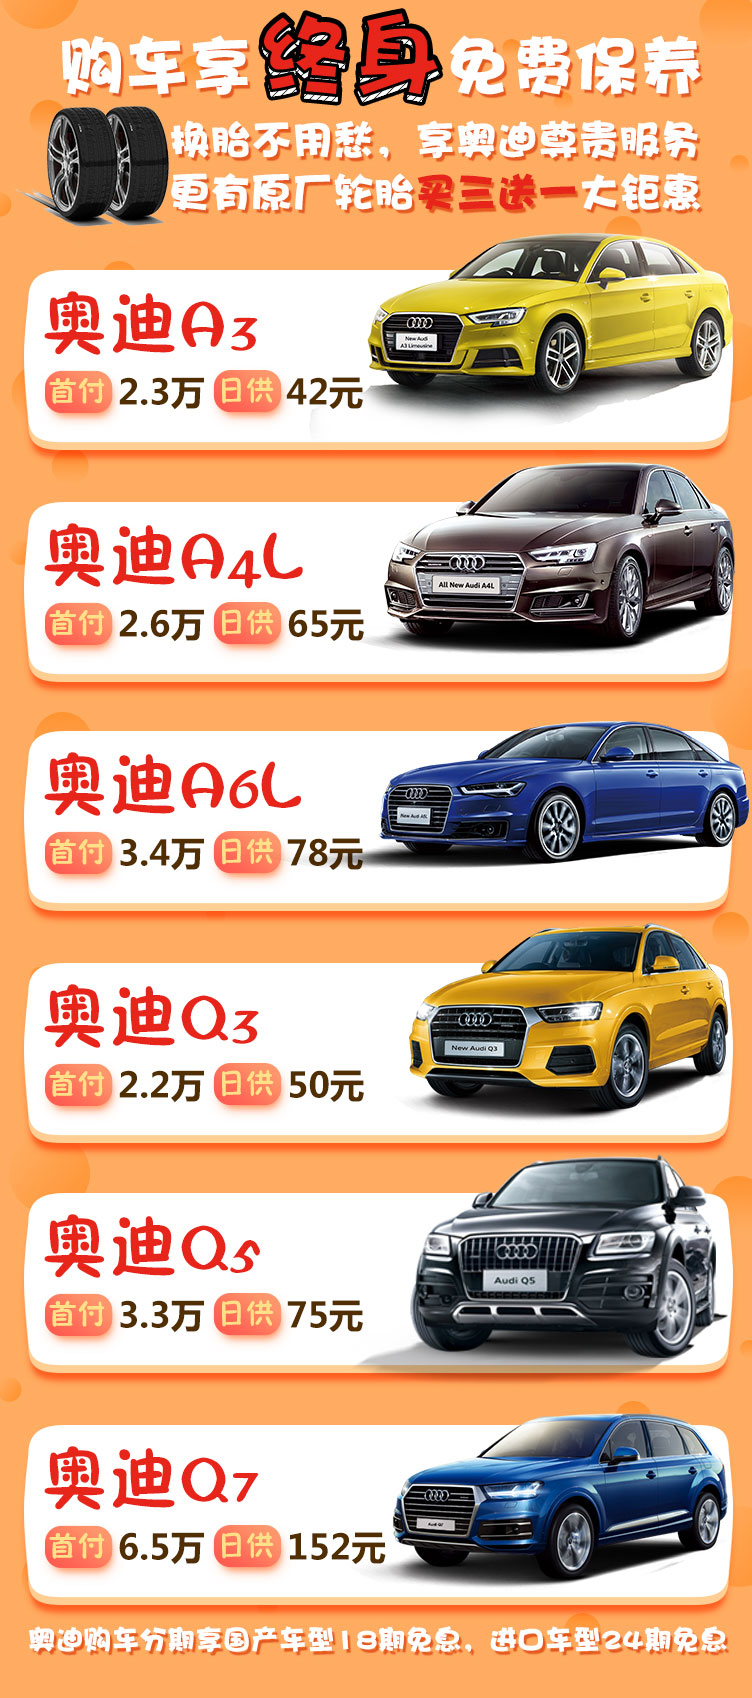 购车享终身免费保养
换胎不用愁，享奥迪尊贵服务
更有原厂轮胎买三送一大钜惠
奥迪A3
New Audi
A3 Limousine
首付 2.3万 日供 42元
奥迪A4L
All New Audi A4L
首付 2.6万 日供 65元
奥迪A6L
New Audi A6L
首付 3.4万 日供 78元
奥迪Q3
New Audi Q3
首付 2.2万 日供 50元
奥迪Q5
Audi Q5
首付 3.3万 日供 75元
奥迪Q7
Audi Q7
首付 6.5万 日供 152元
奥迪购车分期享国产车型18期免息，进口车型24期免息